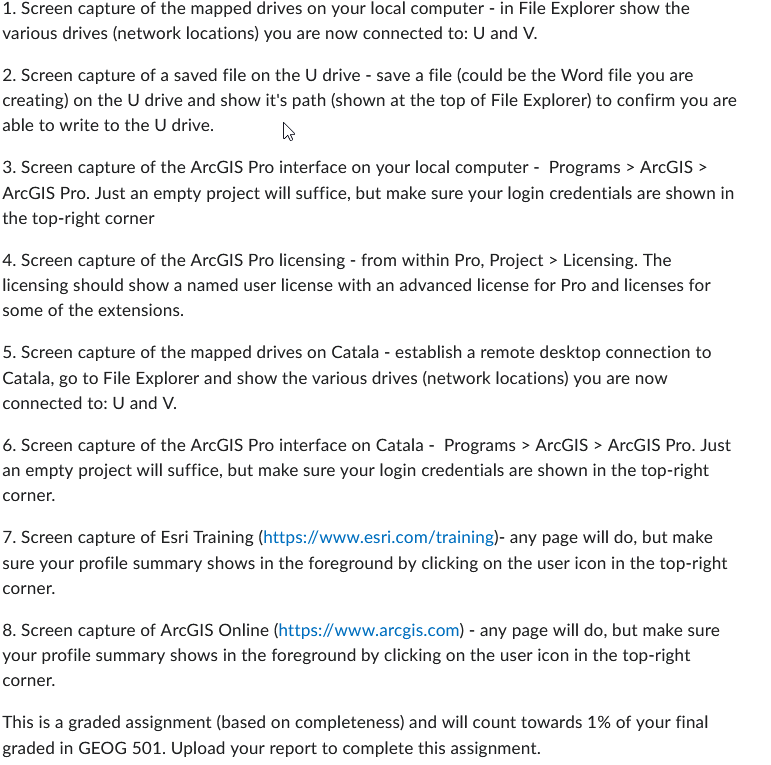 1. Screen capture of the mapped drives on your local computer - in File Explorer show the
various drives (network locations) you are now connected to: U and V.
2. Screen capture of a saved file on the U drive - save a file (could be the Word file you are
creating) on the U drive and show it's path (shown at the top of File Explorer) to confirm you are
able to write to the U drive.
3. Screen capture of the ArcGIS Pro interface on your local computer -  Programs > ArcGIS >
ArcGIS Pro. Just an empty project will suffice, but make sure your login credentials are shown in
the top-right corner
4. Screen capture of the ArcGIS Pro licensing - from within Pro, Project > Licensing. The
licensing should show a named user license with an advanced license for Pro and licenses for
some of the extensions.
5. Screen capture of the mapped drives on Catala - establish a remote desktop connection to
Catala, go to File Explorer and show the various drives (network locations) you are now
connected to: U and V.
6. Screen capture of the ArcGIS Pro interface on Catala -  Programs > ArcGIS > ArcGIS Pro. Just
an empty project will suffice, but make sure your login credentials are shown in the top-right
corner.
7. Screen capture of Esri Training (https://www.esri.com/training)- any page will do, but make
sure your profile summary shows in the foreground by clicking on the user icon in the top-right
corner.
8. Screen capture of ArcGIS Online (https://www.arcgis.com) - any page will do, but make sure
your profile summary shows in the foreground by clicking on the user icon in the top-right
corner.
This is a graded assignment (based on completeness) and will count towards 1% of your final
graded in GEOG 501. Upload your report to complete this assignment.